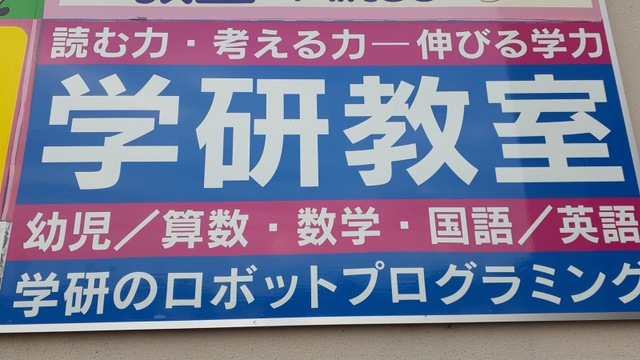 読む力・考える力―伸びる学力
学研教室
幼児／算数・数学・国語／英語
学研のロボットプログラミング